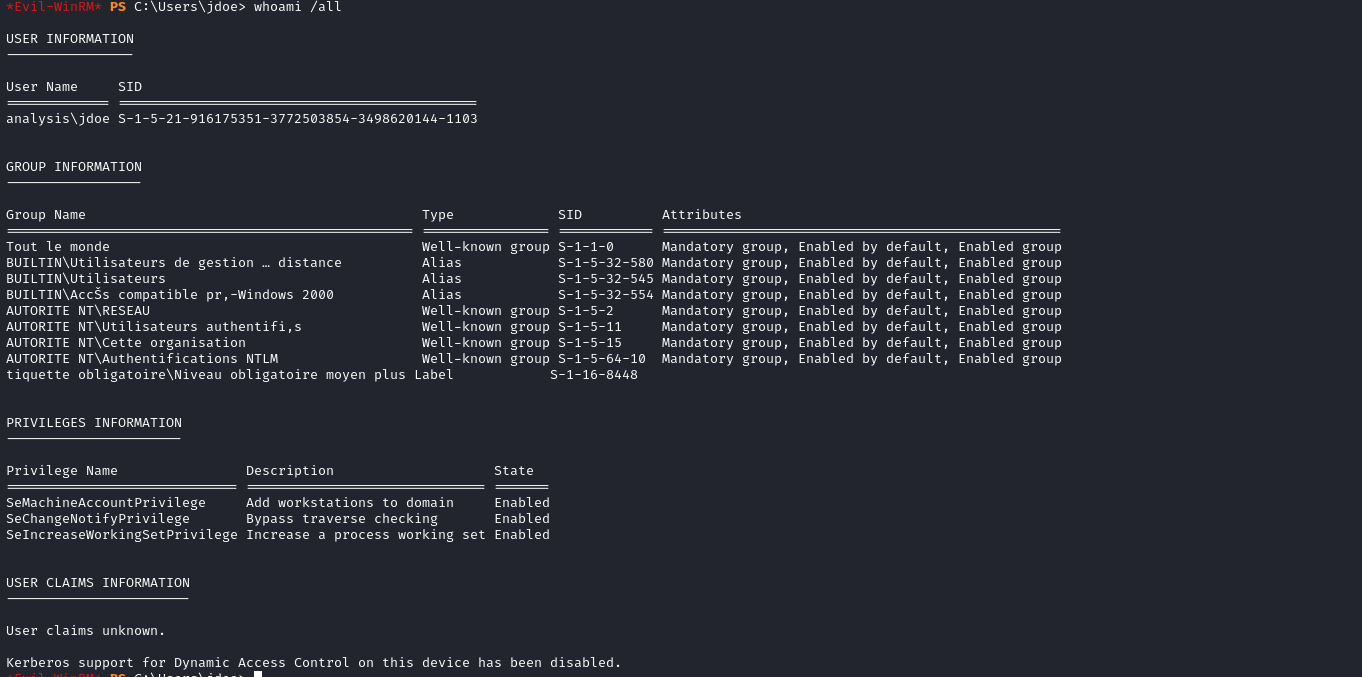 *Evil-WinRM* PS C:\Users\jdoe> whoami /all
USER INFORMATION
----------------
User Name     SID
============= =============================================
analysis\jdoe S-1-5-21-916175351-3772503854-3498620144-1103
GROUP INFORMATION
-----------------
Group Name                                          Type             SID          Attributes
=================================================== ================ ============ ==================================================
Tout le monde                                       Well-known group S-1-1-0      Mandatory group, Enabled by default, Enabled group
BUILTIN\Utilisateurs de gestion … distance          Alias            S-1-5-32-580 Mandatory group, Enabled by default, Enabled group
BUILTIN\Utilisateurs                                Alias            S-1-5-32-545 Mandatory group, Enabled by default, Enabled group
BUILTIN\AccŠs compatible pr‚-Windows 2000           Alias            S-1-5-32-554 Mandatory group, Enabled by default, Enabled group
AUTORITE NT\RESEAU                                  Well-known group S-1-5-2      Mandatory group, Enabled by default, Enabled group
AUTORITE NT\Utilisateurs authentifi‚s               Well-known group S-1-5-11     Mandatory group, Enabled by default, Enabled group
AUTORITE NT\Cette organisation                      Well-known group S-1-5-15     Mandatory group, Enabled by default, Enabled group
AUTORITE NT\Authentifications NTLM                  Well-known group S-1-5-64-10  Mandatory group, Enabled by default, Enabled group
tiquette obligatoire\Niveau obligatoire moyen plus Label            S-1-16-8448
PRIVILEGES INFORMATION
----------------------
Privilege Name                Description                    State
============================= ============================== =======
SeMachineAccountPrivilege     Add workstations to domain     Enabled
SeChangeNotifyPrivilege       Bypass traverse checking       Enabled
SeIncreaseWorkingSetPrivilege Increase a process working set Enabled
USER CLAIMS INFORMATION
-----------------------
User claims unknown.
Kerberos support for Dynamic Access Control on this device has been disabled.
*Evil-WinRM* PS C:\Users\jdoe>